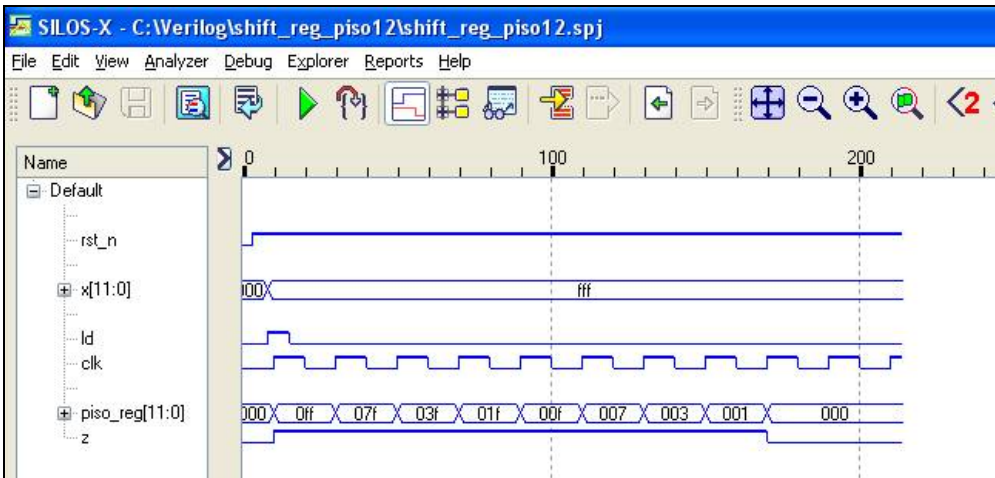 SILOS-X - C:\Verilog\shift_reg_piso12\shift_reg_piso12.spj
File Edit View Analyzer Debug Explorer Reports Help
2
Name 0 100 200
Default
rst_n
x[11:0] 000 fff
ld
clk
piso_reg[11:0] 000 0ff 07f 03f 01f 00f 007 003 001 000
z